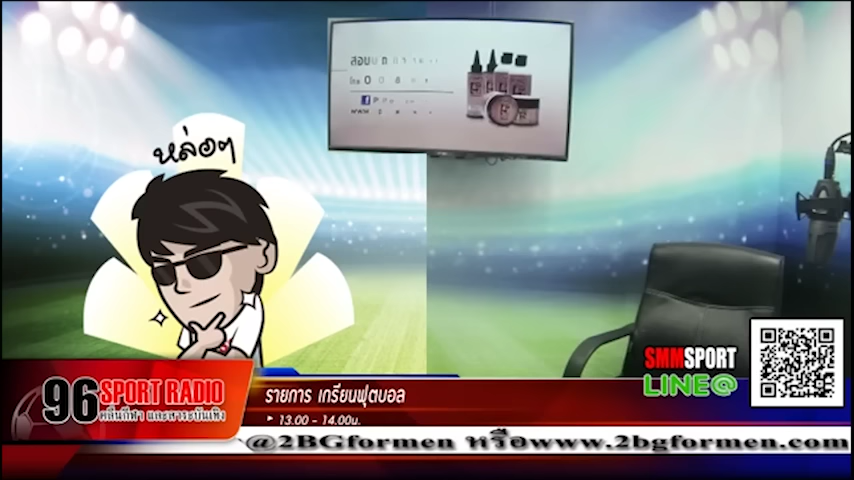 หล่อๆ
96 SPORT RADIO
คลื่นกีฬา และสาระบันเทิง
รายการ เกรียนฟุตบอล
13.00 - 14.00น.
SMMSPORT
LINE@
@2BGformen หรือwww.2bgformen.com